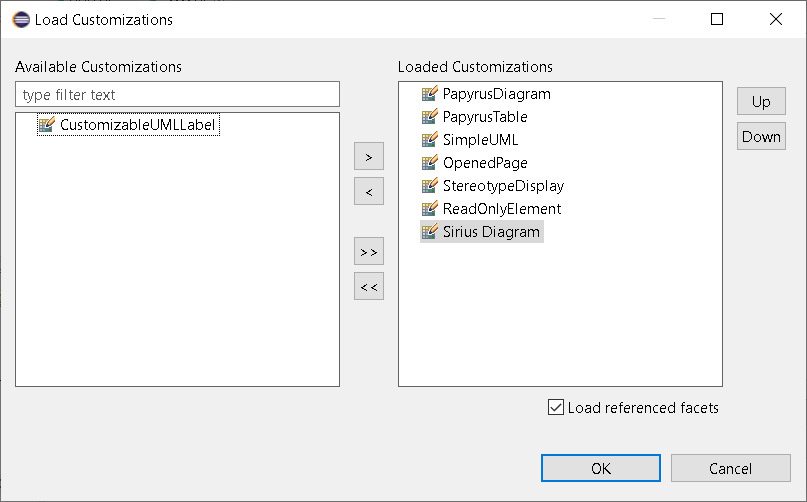 Load Customizations
Available Customizations
type filter text
CustomizableUMLLabel
>
<
>>
<<
Loaded Customizations
PapyrusDiagram
PapyrusTable
SimpleUML
OpenedPage
StereotypeDisplay
ReadOnlyElement
Sirius Diagram
Up
Down
Load referenced facets
OK
Cancel